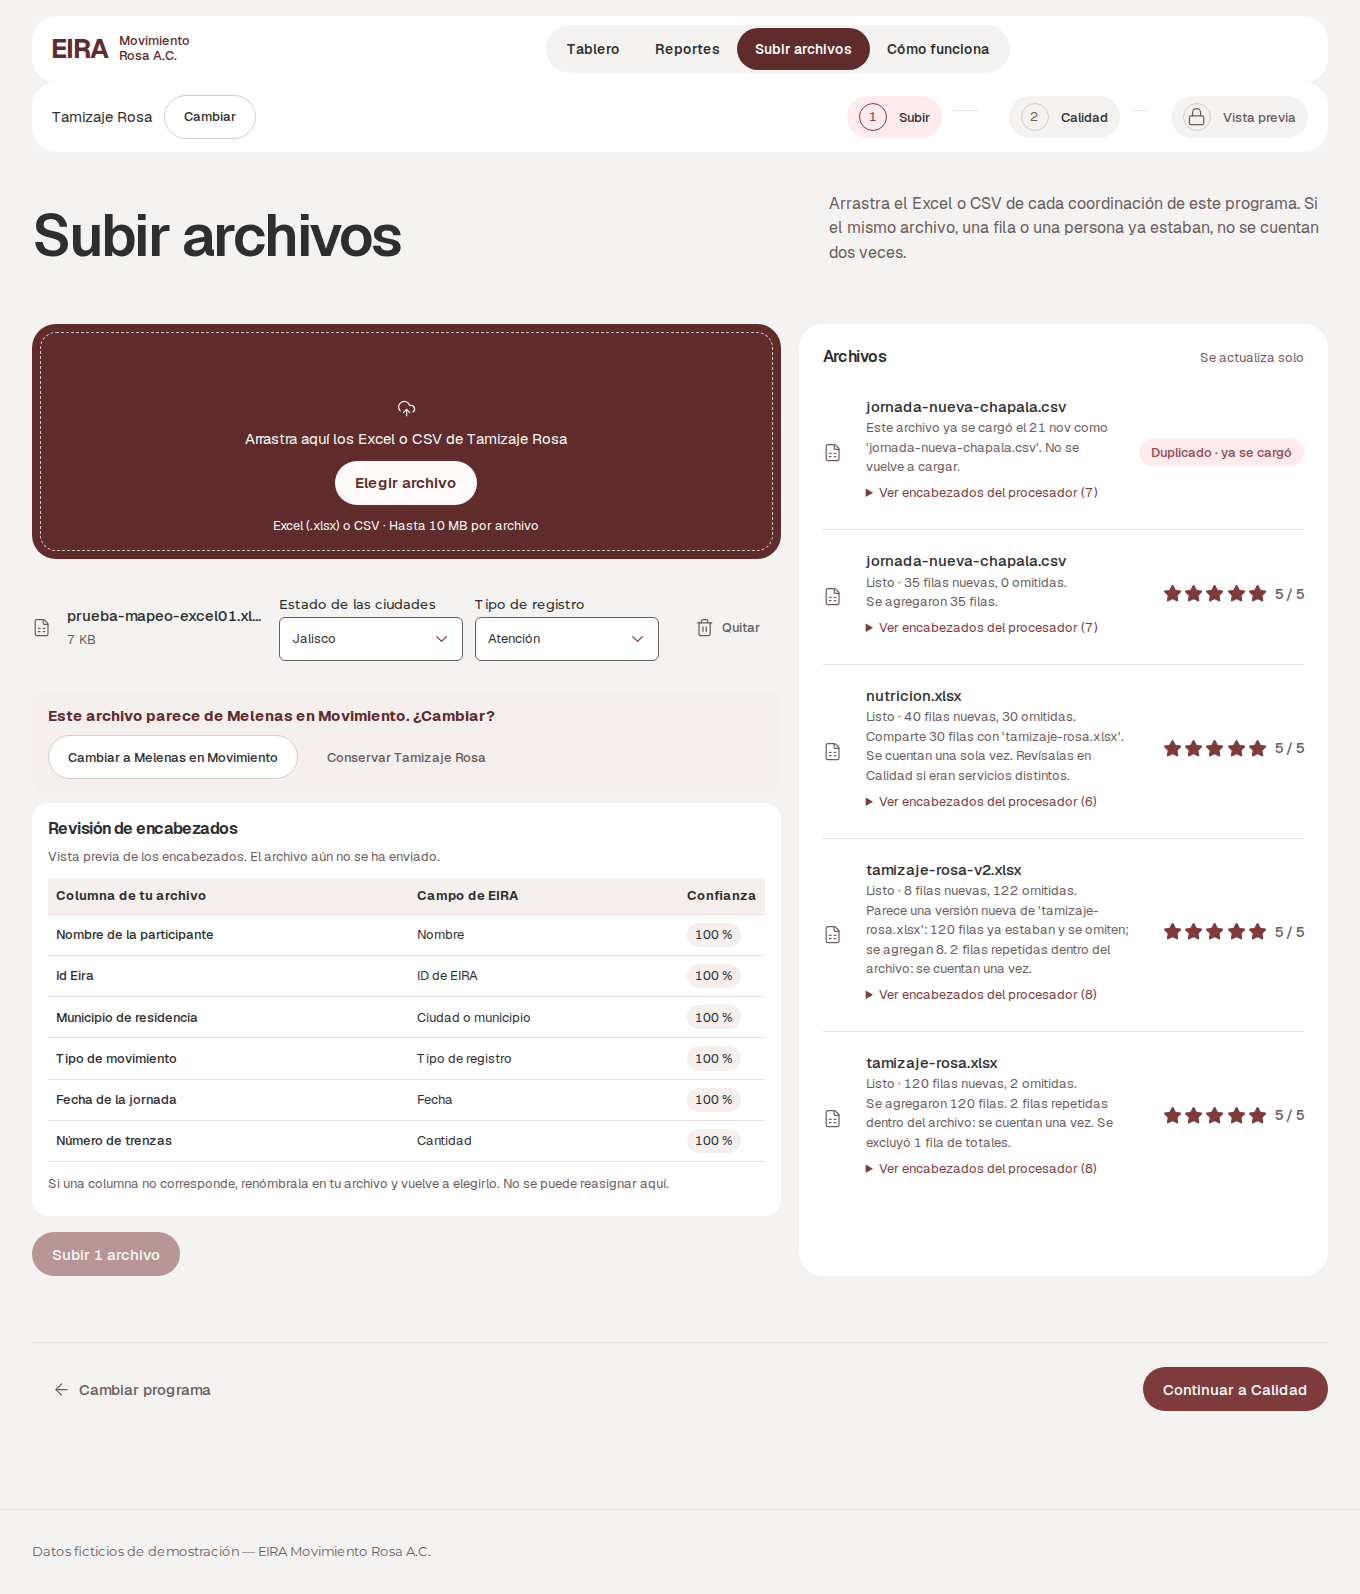 EIRA
Movimiento
Rosa A.C.
Tablero
Reportes
Subir archivos
Cómo funciona
Tamizaje Rosa
Cambiar
1
Subir
2
Calidad
Vista previa
Subir archivos
Arrastra el Excel o CSV de cada coordinación de este programa. Si
el mismo archivo, una fila o una persona ya estaban, no se cuentan
dos veces.
Arrastra aquí los Excel o CSV de Tamizaje Rosa
Elegir archivo
Excel (.xlsx) o CSV · Hasta 10 MB por archivo
prueba-mapeo-excel01.xl...
7 KB
Estado de las ciudades
Jalisco
Tipo de registro
Atención
Quitar
Este archivo parece de Melenas en Movimiento. ¿Cambiar?
Cambiar a Melenas en Movimiento
Conservar Tamizaje Rosa
Revisión de encabezados
Vista previa de los encabezados. El archivo aún no se ha enviado.
Columna de tu archivo
Campo de EIRA
Confianza
Nombre de la participante
Nombre
100 %
Id Eira
ID de EIRA
100 %
Municipio de residencia
Ciudad o municipio
100 %
Tipo de movimiento
Tipo de registro
100 %
Fecha de la jornada
Fecha
100 %
Número de trenzas
Cantidad
100 %
Si una columna no corresponde, renómbrala en tu archivo y vuelve a elegirlo. No se puede reasignar aquí.
Subir 1 archivo
Archivos
Se actualiza solo
jornada-nueva-chapala.csv
Este archivo ya se cargó el 21 nov como
'jornada-nueva-chapala.csv'. No se
vuelve a cargar.
Ver encabezados del procesador (7)
Duplicado · ya se cargó
jornada-nueva-chapala.csv
Listo · 35 filas nuevas, 0 omitidas.
Se agregaron 35 filas.
Ver encabezados del procesador (7)
5 / 5
nutricion.xlsx
Listo · 40 filas nuevas, 30 omitidas.
Comparte 30 filas con 'tamizaje-rosa.xlsx'.
Se cuentan una sola vez. Revísalas en
Calidad si eran servicios distintos.
Ver encabezados del procesador (6)
5 / 5
tamizaje-rosa-v2.xlsx
Listo · 8 filas nuevas, 122 omitidas.
Parece una versión nueva de 'tamizaje-
rosa.xlsx': 120 filas ya estaban y se omiten;
se agregan 8. 2 filas repetidas dentro del
archivo: se cuentan una vez.
Ver encabezados del procesador (8)
5 / 5
tamizaje-rosa.xlsx
Listo · 120 filas nuevas, 2 omitidas.
Se agregaron 120 filas. 2 filas repetidas
dentro del archivo: se cuentan una vez. Se
excluyó 1 fila de totales.
Ver encabezados del procesador (8)
5 / 5
Cambiar programa
Continuar a Calidad
Datos ficticios de demostración — EIRA Movimiento Rosa A.C.